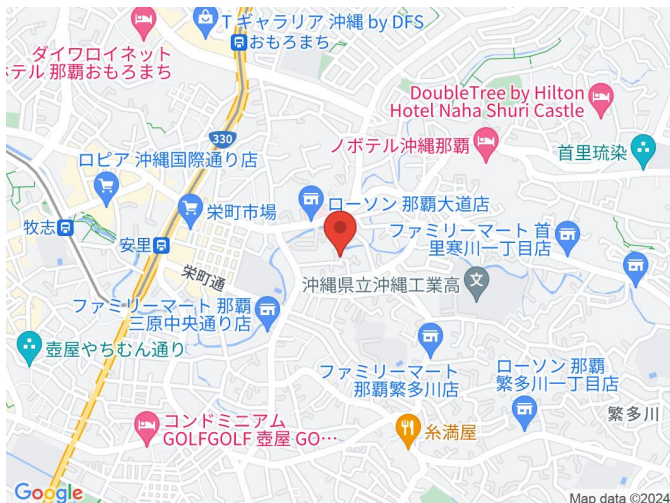 T ギャラリア 沖縄 by DFS
おもろまち
ダイワロイネット
ホテル 那覇おもろまち
DoubleTree by Hilton
Hotel Naha Shuri Castle
330
ノボテル沖縄那覇
首里琉染
ロピア 沖縄国際通り店
ローソン 那覇大道店
栄町市場
牧志
安里
ファミリーマート 首
里寒川一丁目店
栄町通
沖縄県立沖縄工業高
文
ファミリーマート 那覇
三原中央通り店
壺屋やちむん通り
ファミリーマート
那覇繁多川店
ローソン 那覇
繁多川一丁目店
繁多川
コンドミニアム
GOLFGOLF 壺屋 GO…
糸満屋
Google
Map data ©2024